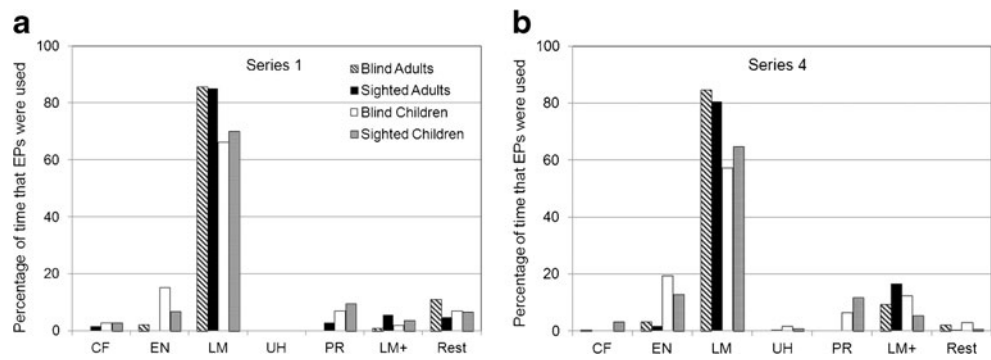 a
100
80
60
40
20
0
Percentage of time that EPs were used
Series 1
Blind Adults
Sighted Adults
Blind Children
Sighted Children
CF EN LM UH PR LM+ Rest
b
100
80
60
40
20
0
Percentage of time that EPs were used
Series 4
CF EN LM UH PR LM+ Rest